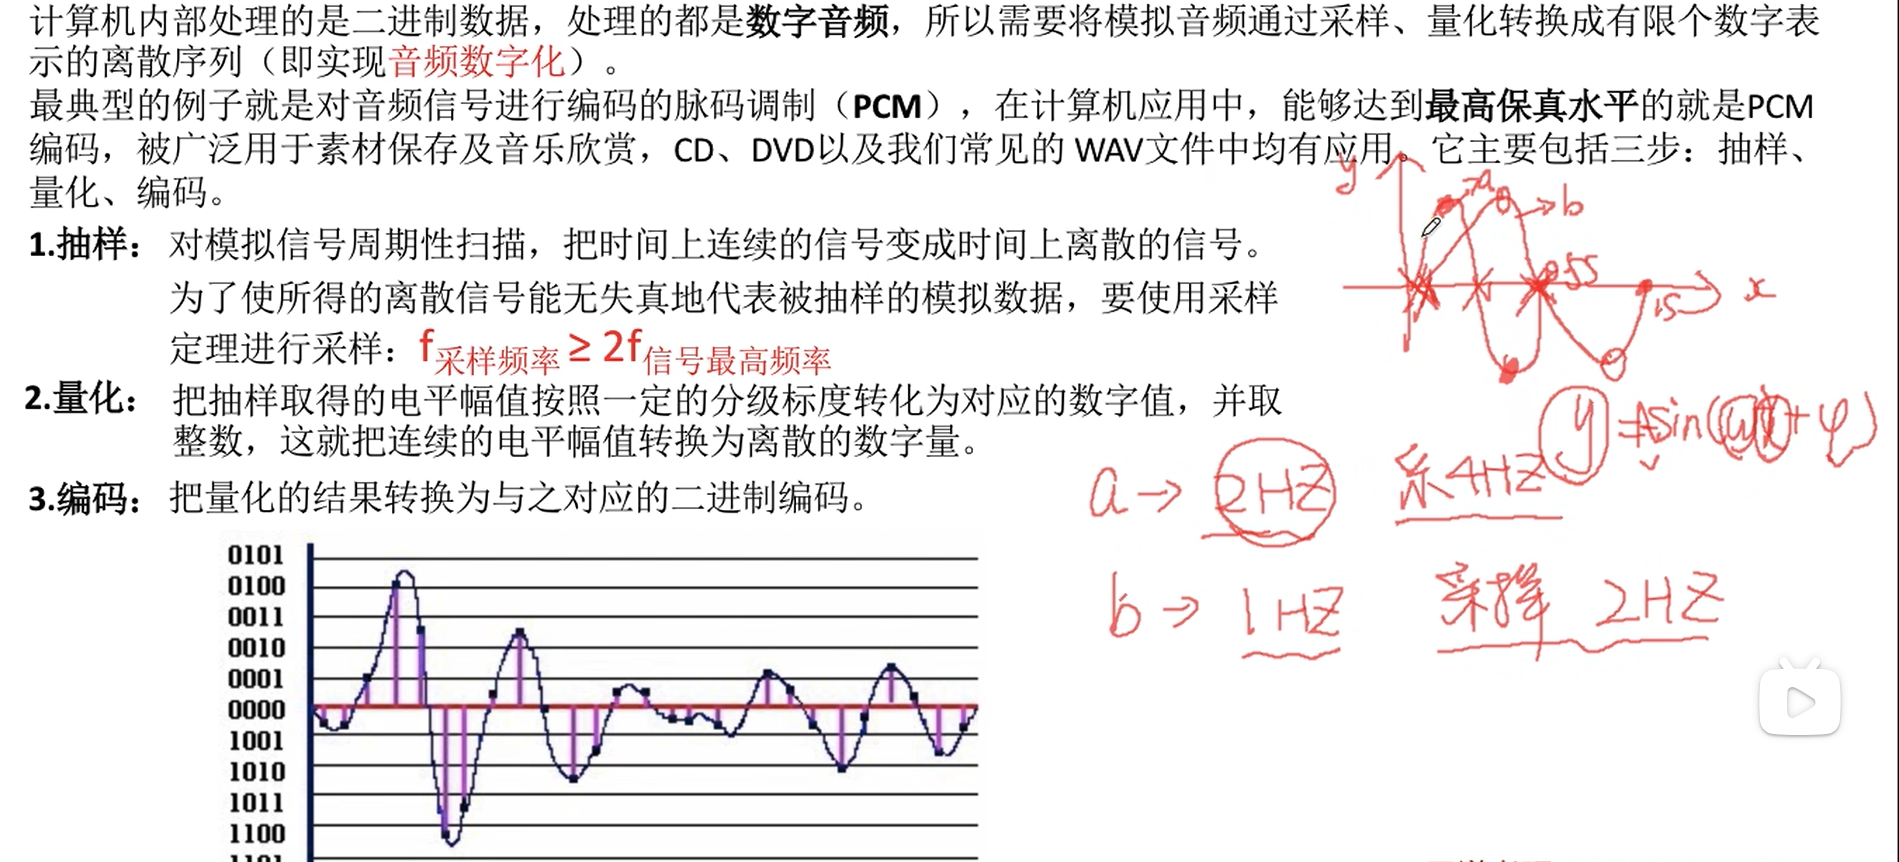 计算机内部处理的是二进制数据，处理的都是数字音频，所以需要将模拟音频通过采样、量化转换成有限个数字表
示的离散序列（即实现音频数字化）。
最典型的例子就是对音频信号进行编码的脉码调制（PCM），在计算机应用中，能够达到最高保真水平的就是PCM
编码，被广泛用于素材保存及音乐欣赏，CD、DVD以及我们常见的 WAV文件中均有应用。它主要包括三步：抽样、
量化、编码。
1.抽样：对模拟信号周期性扫描，把时间上连续的信号变成时间上离散的信号。
为了使所得的离散信号能无失真地代表被抽样的模拟数据，要使用采样
定理进行采样：f采样频率 ≥ 2f信号最高频率
2.量化：把抽样取得的电平幅值按照一定的分级标度转化为对应的数字值，并取
整数，这就把连续的电平幅值转换为离散的数字量。
3.编码：把量化的结果转换为与之对应的二进制编码。
y
a
b
x
1S
a → 2HZ 采4HZ
b → 1HZ 采择 2HZ
0101
0100
0011
0010
0001
0000
1001
1010
1011
1100
1101